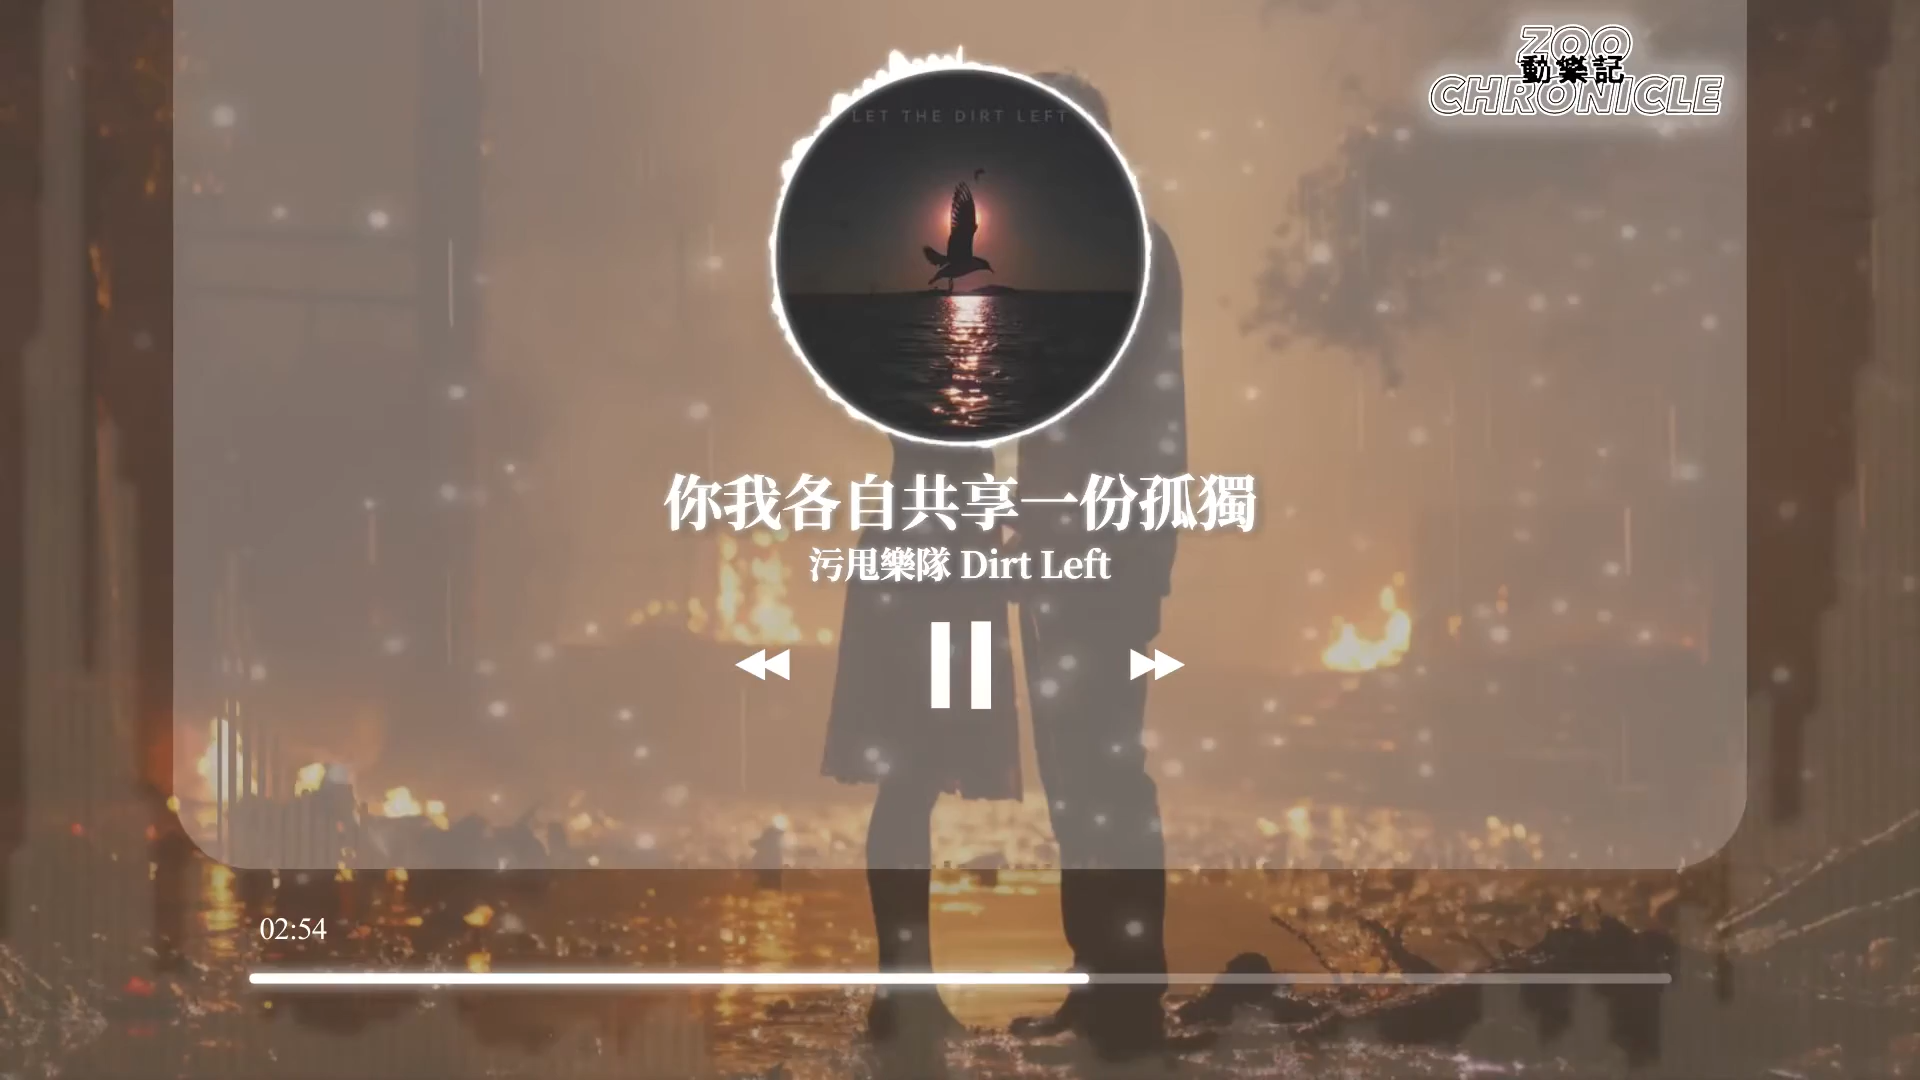 ZOO
動樂記
CHRONICLE
LET THE DIRT LEFT
你我各自共享一份孤獨
污甩樂隊 Dirt Left
02:54